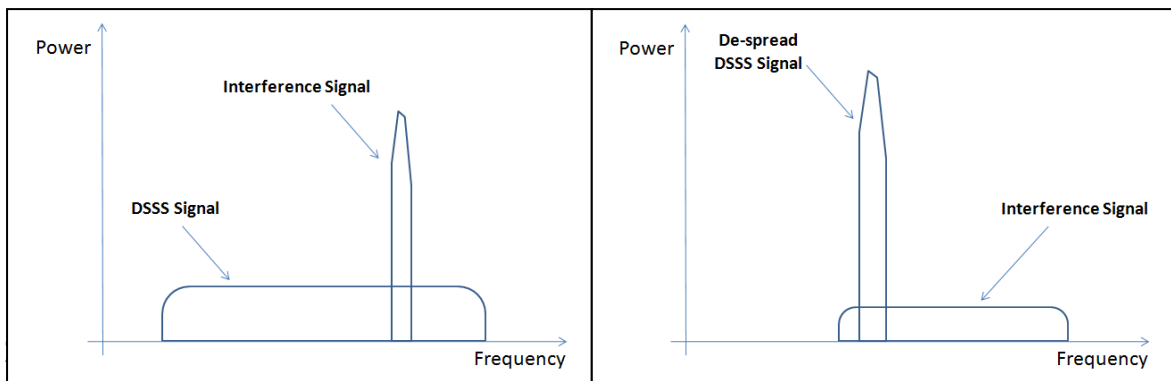 Power
Interference Signal
DSSS Signal
Frequency
Power
De-spread
DSSS Signal
Interference Signal
Frequency